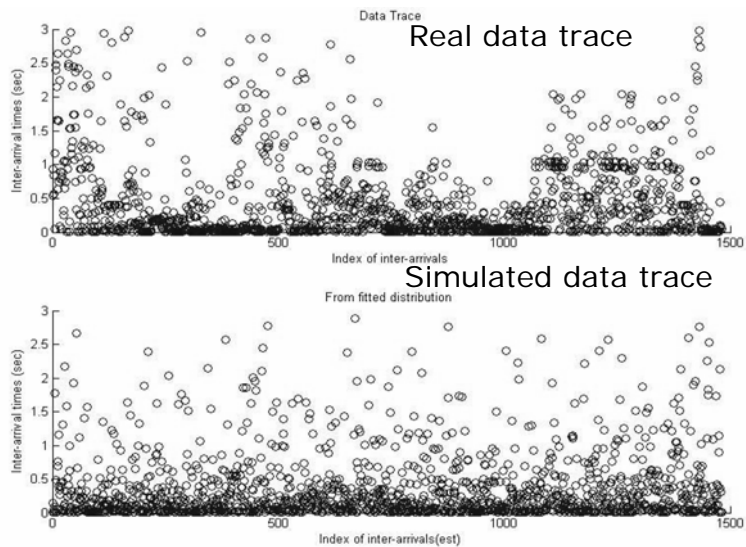 Data Trace
Real data trace
Inter-arrival times (sec)
3
2.5
2
1.5
1
0.5
0
0
500
1000
1500
Index of inter-arrivals
Simulated data trace
From fitted distribution
Inter-arrival times (sec)
3
2.5
2
1.5
1
0.5
0
0
500
1000
1500
Index of inter-arrivals(est)